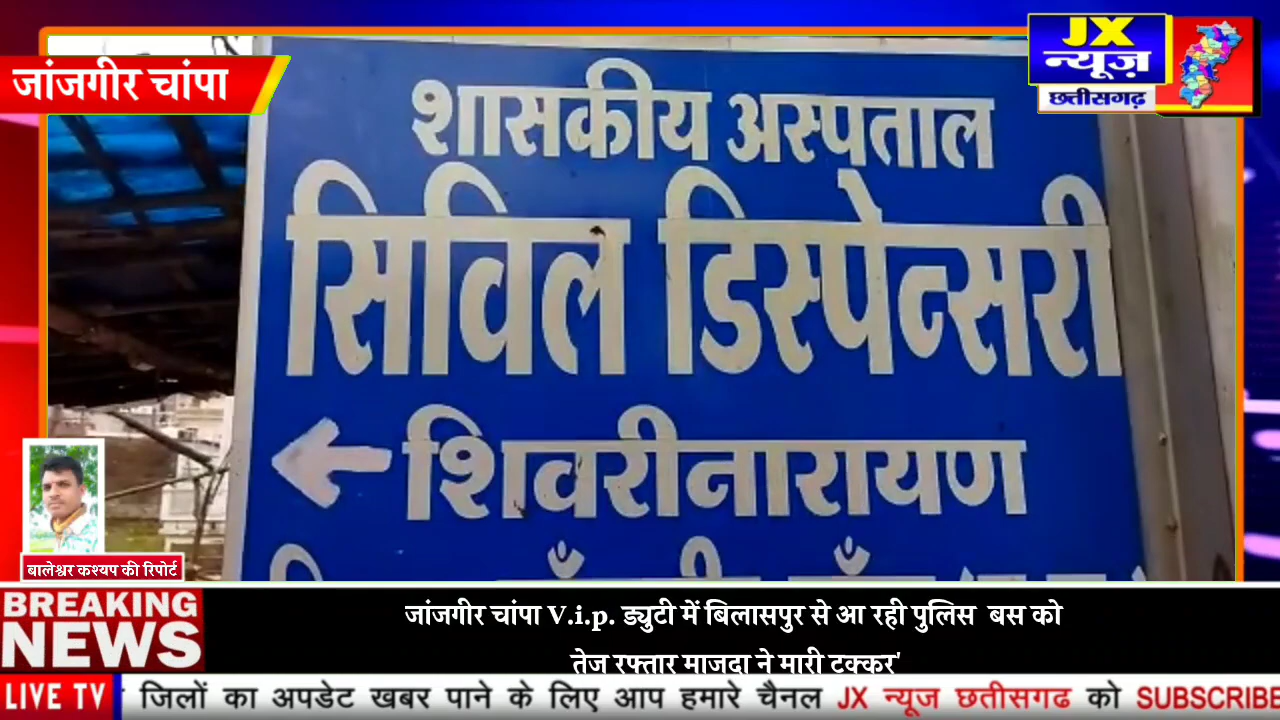 JX
न्यूज़
छत्तीसगढ़
जांजगीर चांपा
शासकीय अस्पताल
सिविल डिस्पेन्सरी
शिवरीनारायण
बालेश्वर कश्यप की रिपोर्ट
BREAKING
NEWS
जांजगीर चांपा V.i.p. ड्युटी में बिलासपुर से आ रही पुलिस बस को
तेज रफ्तार माजदा ने मारी टक्कर'
LIVE TV
जिलों का अपडेट खबर पाने के लिए आप हमारे चैनल JX न्यूज छत्तीसगढ को SUBSCRIBE